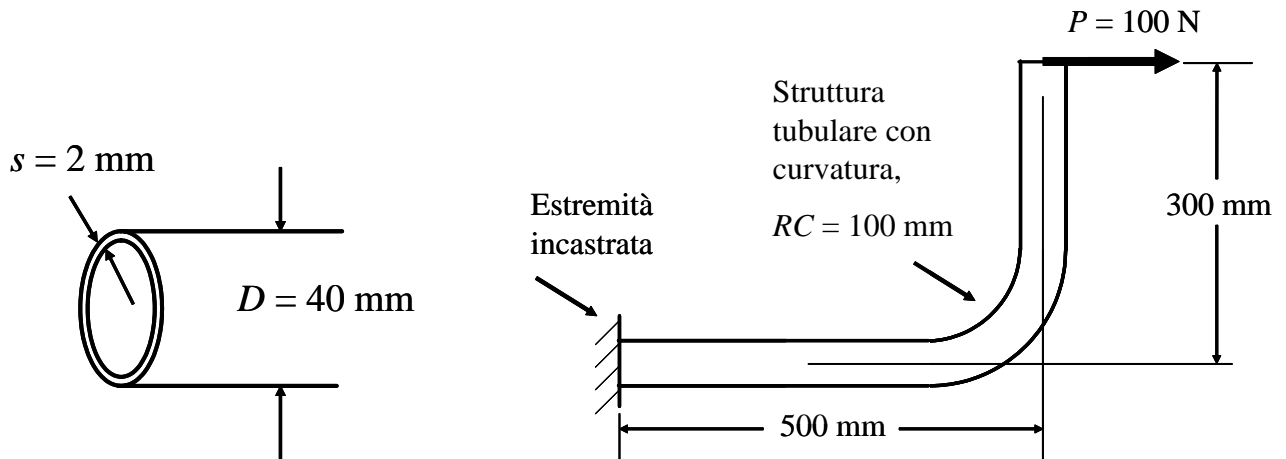 s = 2 mm
D = 40 mm
Estremità
incastrata
Struttura
tubulare con
curvatura,
RC = 100 mm
P = 100 N
300 mm
500 mm